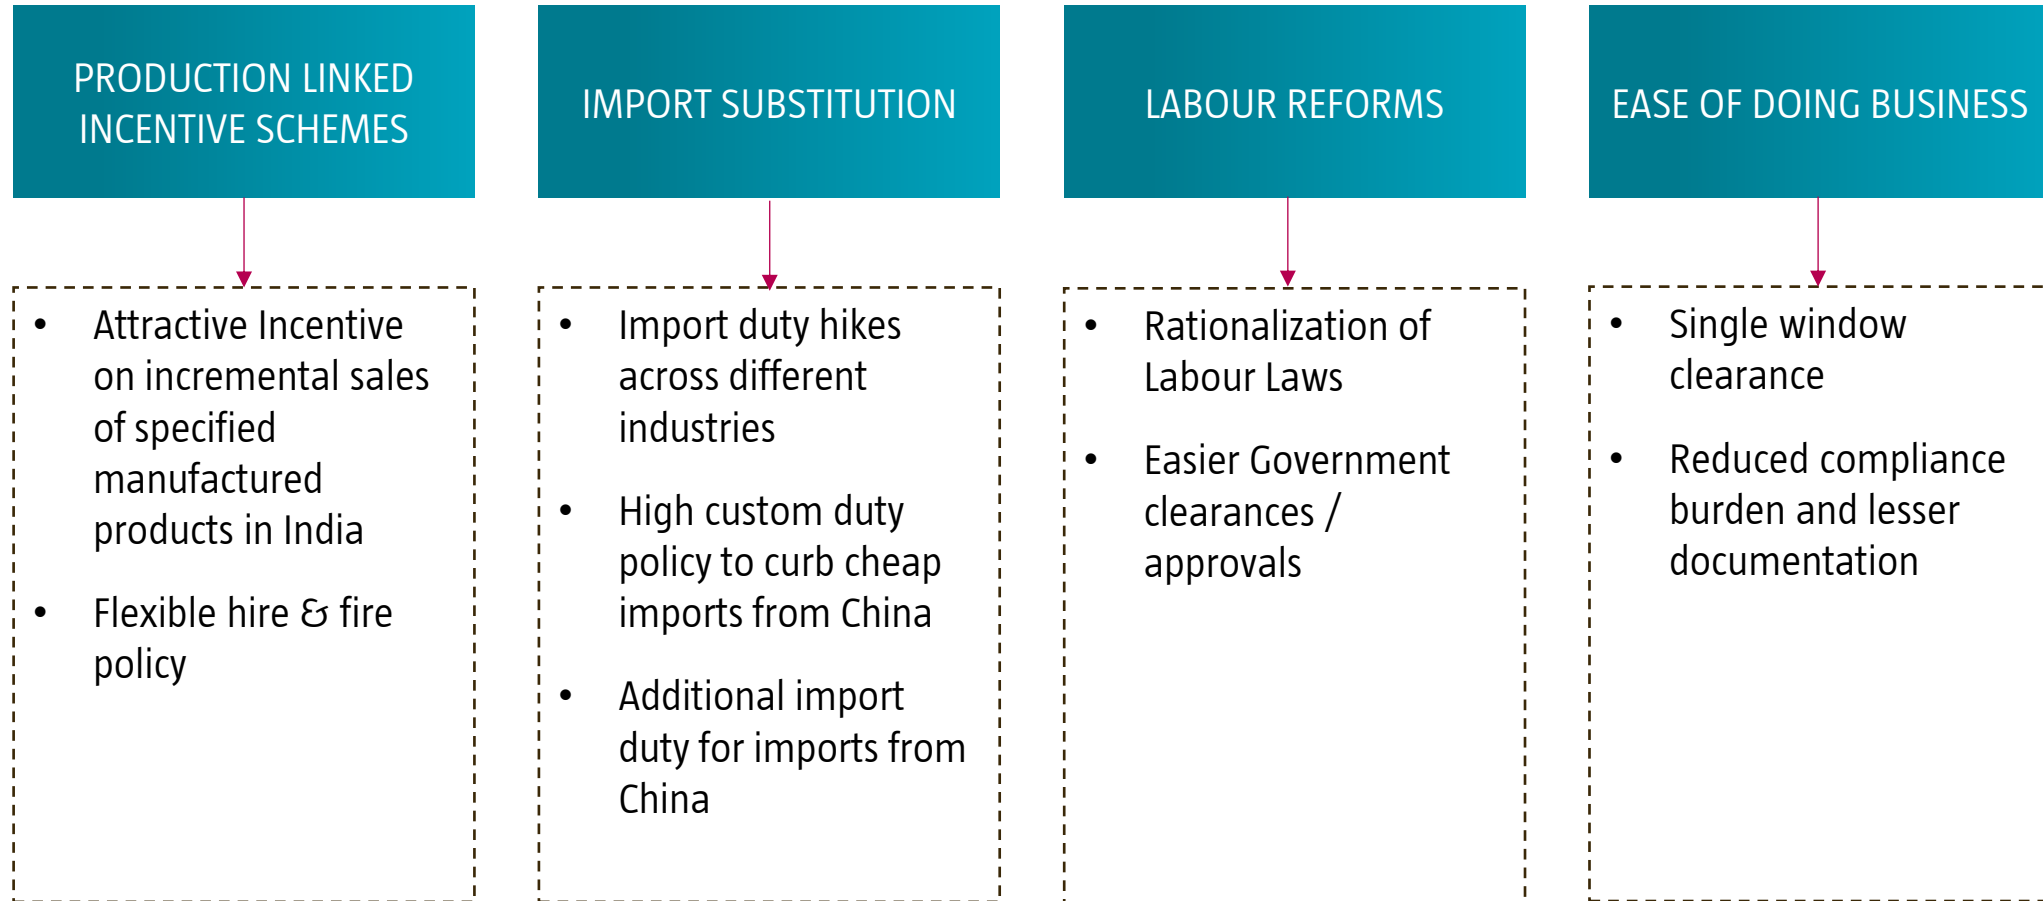 PRODUCTION LINKED
INCENTIVE SCHEMES
• Attractive Incentive
on incremental sales
of specified
manufactured
products in India
• Flexible hire & fire
policy
IMPORT SUBSTITUTION
• Import duty hikes
across different
industries
• High custom duty
policy to curb cheap
imports from China
• Additional import
duty for imports from
China
LABOUR REFORMS
• Rationalization of
Labour Laws
• Easier Government
clearances /
approvals
EASE OF DOING BUSINESS
• Single window
clearance
• Reduced compliance
burden and lesser
documentation